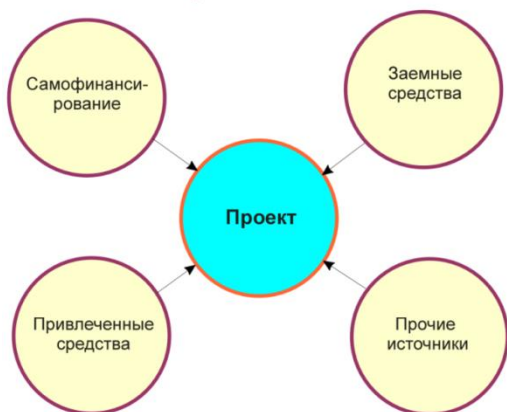 Самофинанси-
рование
Заемные
средства
Проект
Привлеченные
средства
Прочие
источники